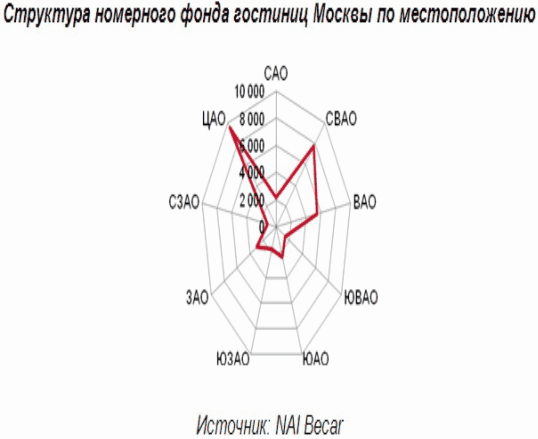 Структура номерного фонда гостиниц Москвы по местоположению
САО
10 000
ЦАО
СВАО
8 000
6 000
4 000
СЗАО
ВАО
2 000
0
ЗАО
ЮВАО
ЮЗАО
ЮАО
Источник: NAI Becar